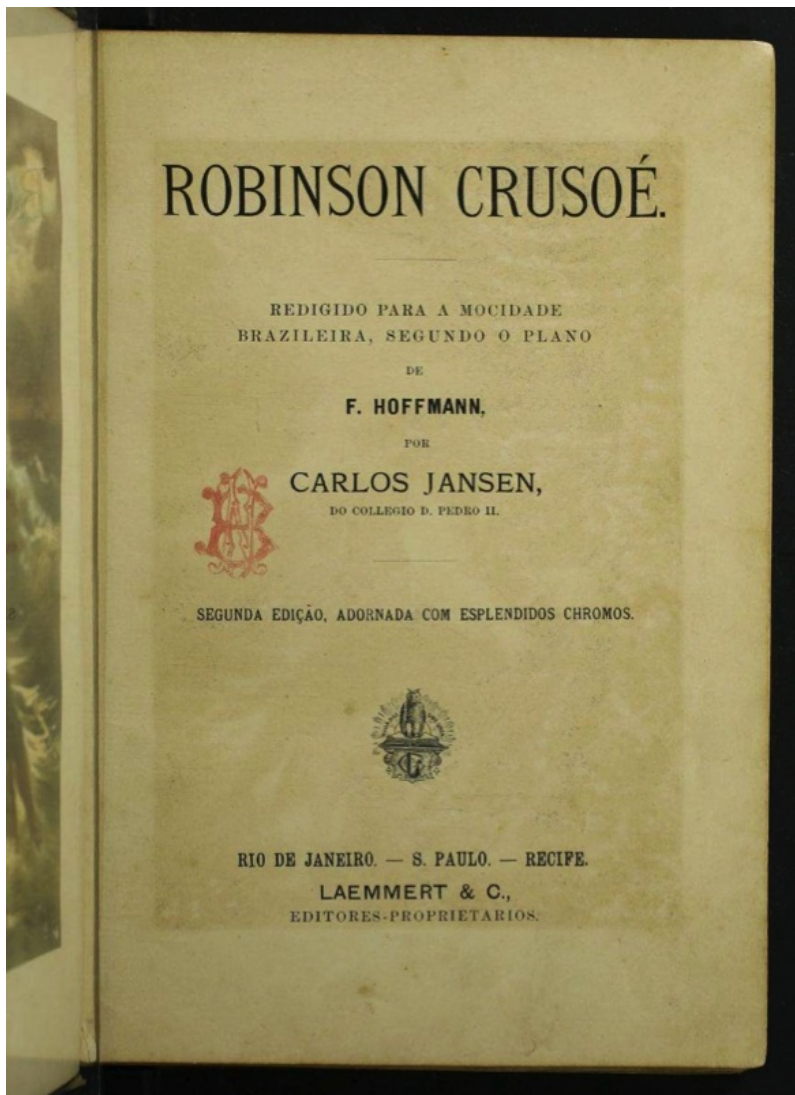 ROBINSON CRUSOÉ.
REDIGIDO PARA A MOCIDADE
BRAZILEIRA, SEGUNDO O PLANO
DE
F. HOFFMANN,
POR
CARLOS JANSEN,
DO COLLEGIO D. PEDRO II.
SEGUNDA EDIÇÃO, ADORNADA COM ESPLENDIDOS CHROMOS.
RIO DE JANEIRO. — S. PAULO. — RECIFE.
LAEMMERT & C.,
EDITORES-PROPRIETARIOS.